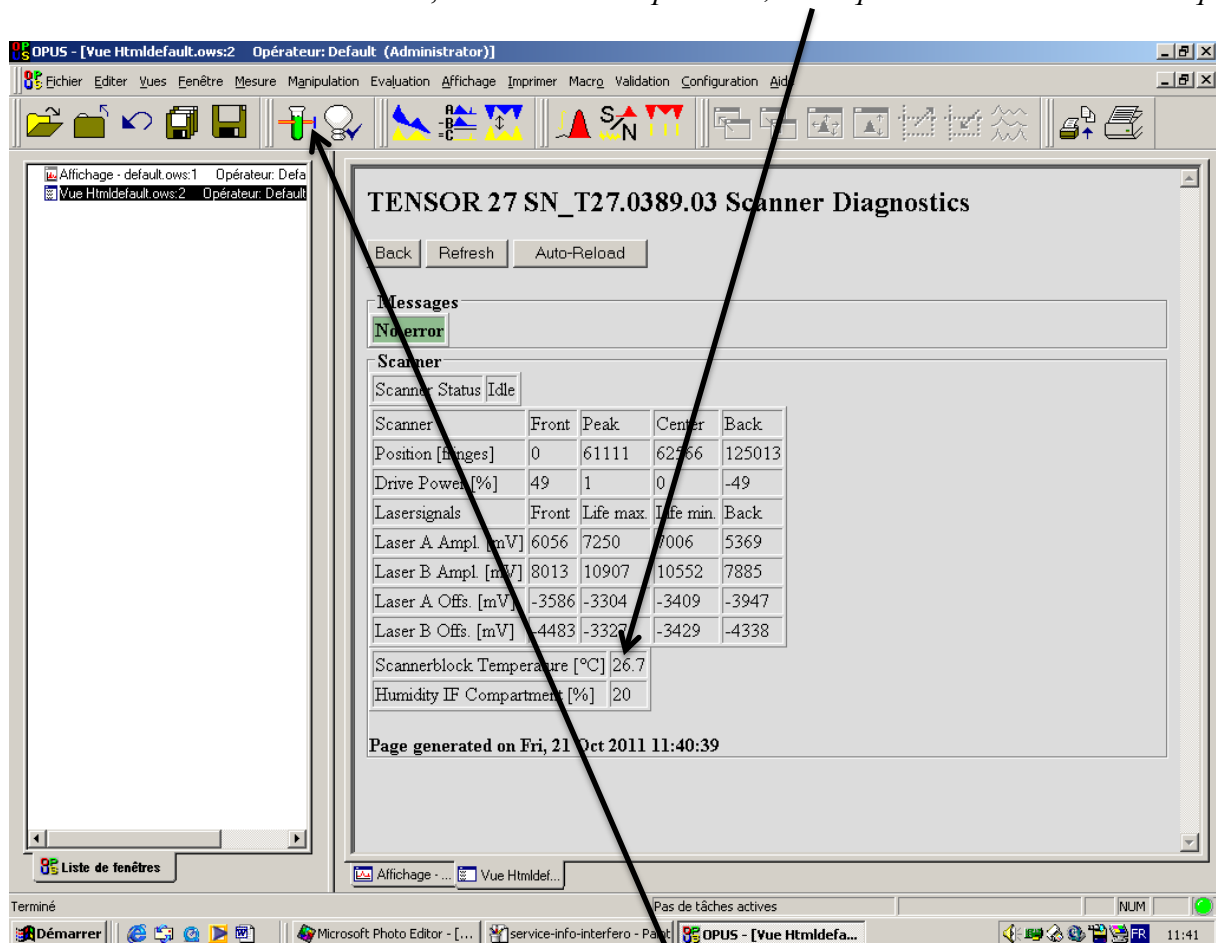 OPUS - [Vue Htmldefault.ows:2 Opérateur: Default (Administrator)]
Fichier Editer Vues Fenêtre Mesure Manipulation Evaluation Affichage Imprimer Macro Validation Configuration
S/N
Affichage - default.ows:1 Opérateur: Defa
Vue Htmldefault.ows:2 Opérateur: Default
TENSOR 27 SN_T27.0389.03 Scanner Diagnostics
Back Refresh Auto-Reload
Messages
No error
Scanner
Scanner Status Idle
Scanner Front Peak Center Back
Position [fringes] 0 61111 62566 125013
Drive Power [%] 49 1 0 -49
Lasersignals Front Life max. Life min. Back
Laser A Ampl. [mV] 6056 7250 7006 5369
Laser B Ampl. [mV] 8013 10907 10552 7885
Laser A Offs. [mV] -3586 -3304 -3409 -3947
Laser B Offs. [mV] -4483 -3327 -3429 -4338
Scannerblock Temperature [°C] 26.7
Humidity IF Compartment [%] 20
Page generated on Fri, 21 Oct 2011 11:40:39
Liste de fenêtres
Affichage - ... Vue Htmldef...
Terminé Pas de tâches actives NUM
Démarrer Microsoft Photo Editor - [... service-info-interfero - Paint OPUS - [Vue Htmldefa... FR 11:41